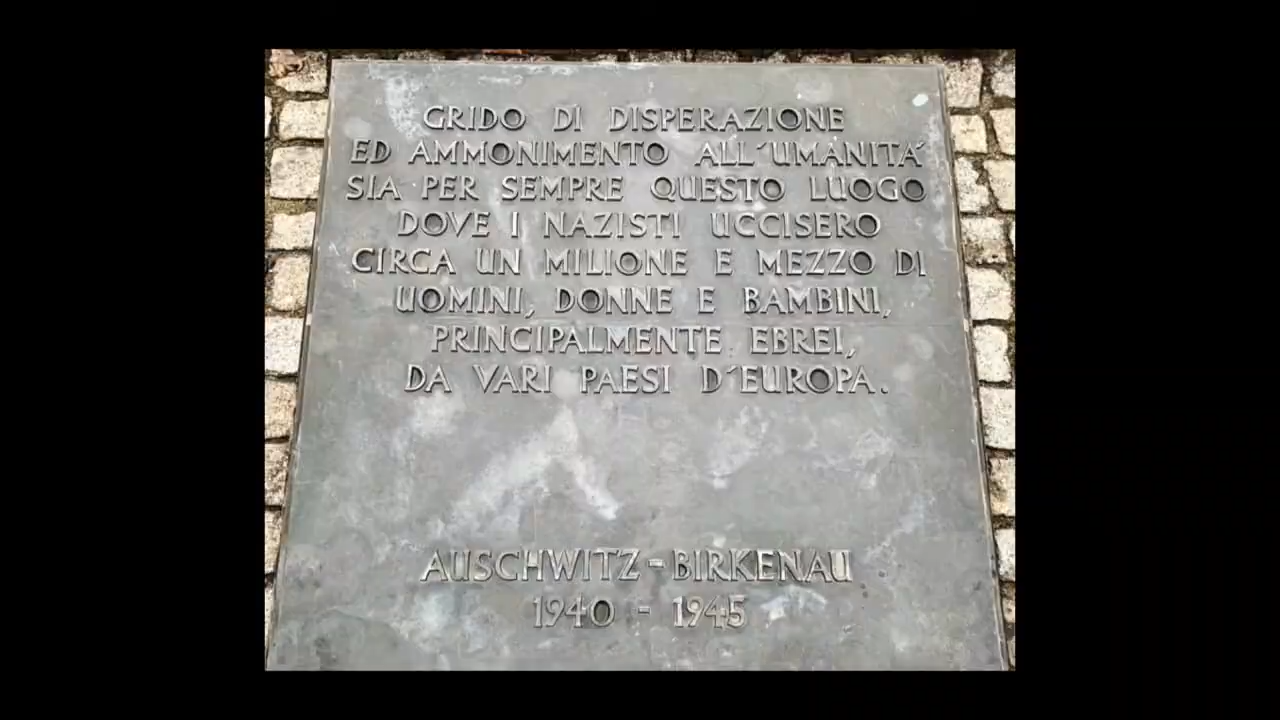 GRIDO DI DISPERAZIONE
ED AMMONIMENTO ALL´UMANITA´
SIA PER SEMPRE QUESTO LUOGO
DOVE I NAZISTI UCCISERO
CIRCA UN MILIONE E MEZZO DI
UOMINI, DONNE E BAMBINI,
PRINCIPALMENTE EBREI,
DA VARI PAESI D´EUROPA.
AUSCHWITZ - BIRKENAU
1940 - 1945